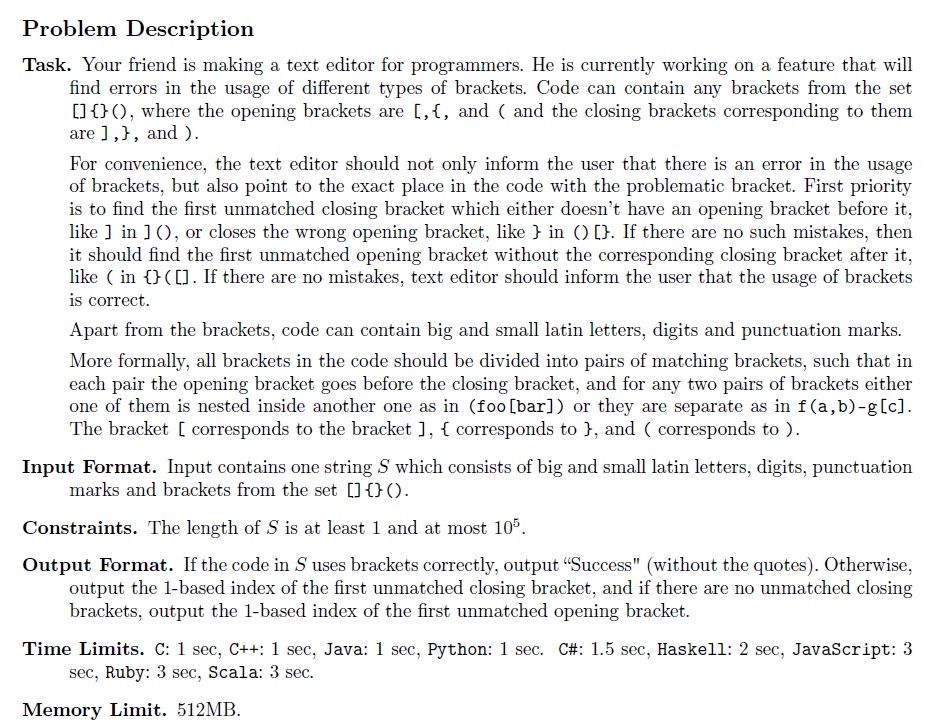 Problem Description
Task. Your friend is making a text editor for programmers. He is currently working on a feature that will
find errors in the usage of different types of brackets. Code can contain any brackets from the set
[]{}(), where the opening brackets are [,{, and ( and the closing brackets corresponding to them
are ],}, and ).
For convenience, the text editor should not only inform the user that there is an error in the usage
of brackets, but also point to the exact place in the code with the problematic bracket. First priority
is to find the first unmatched closing bracket which either doesn't have an opening bracket before it,
like ] in ](), or closes the wrong opening bracket, like } in ()[}. If there are no such mistakes, then
it should find the first unmatched opening bracket without the corresponding closing bracket after it,
like ( in {}([]. If there are no mistakes, text editor should inform the user that the usage of brackets
is correct.
Apart from the brackets, code can contain big and small latin letters, digits and punctuation marks.
More formally, all brackets in the code should be divided into pairs of matching brackets, such that in
each pair the opening bracket goes before the closing bracket, and for any two pairs of brackets either
one of them is nested inside another one as in (foo[bar]) or they are separate as in f(a,b)-g[c].
The bracket [ corresponds to the bracket ], { corresponds to }, and ( corresponds to ).
Input Format. Input contains one string S which consists of big and small latin letters, digits, punctuation
marks and brackets from the set []{}().
Constraints. The length of S is at least 1 and at most 10⁵.
Output Format. If the code in S uses brackets correctly, output “Success" (without the quotes). Otherwise,
output the 1-based index of the first unmatched closing bracket, and if there are no unmatched closing
brackets, output the 1-based index of the first unmatched opening bracket.
Time Limits. C: 1 sec, C++: 1 sec, Java: 1 sec, Python: 1 sec. C#: 1.5 sec, Haskell: 2 sec, JavaScript: 3
sec, Ruby: 3 sec, Scala: 3 sec.
Memory Limit. 512MB.